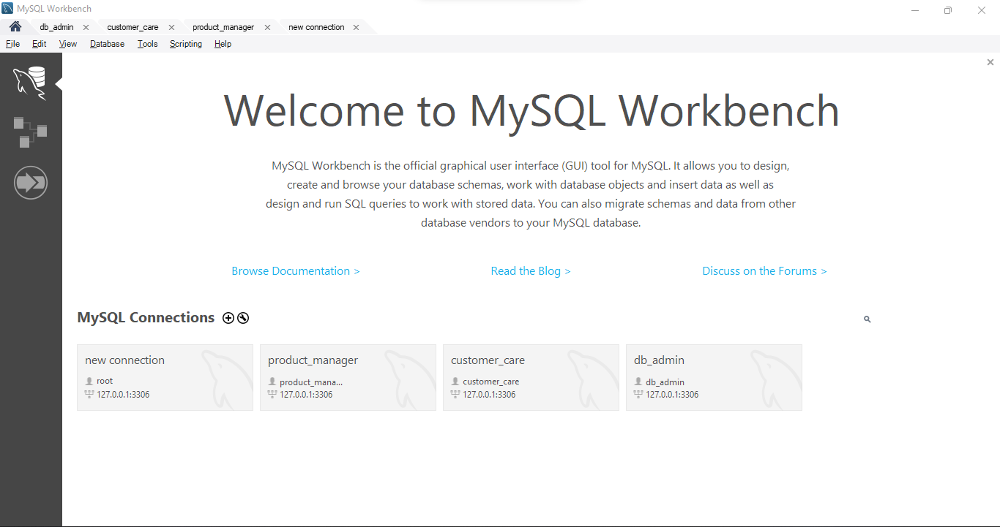 MySQL Workbench
db_admin customer_care product_manager new connection
File Edit View Database Tools Scripting Help
Welcome to MySQL Workbench
MySQL Workbench is the official graphical user interface (GUI) tool for MySQL. It allows you to design,
create and browse your database schemas, work with database objects and insert data as well as
design and run SQL queries to work with stored data. You can also migrate schemas and data from other
database vendors to your MySQL database.
Browse Documentation > Read the Blog > Discuss on the Forums >
MySQL Connections
new connection
root
127.0.0.1:3306
product_manager
product_mana...
127.0.0.1:3306
customer_care
customer_care
127.0.0.1:3306
db_admin
db_admin
127.0.0.1:3306